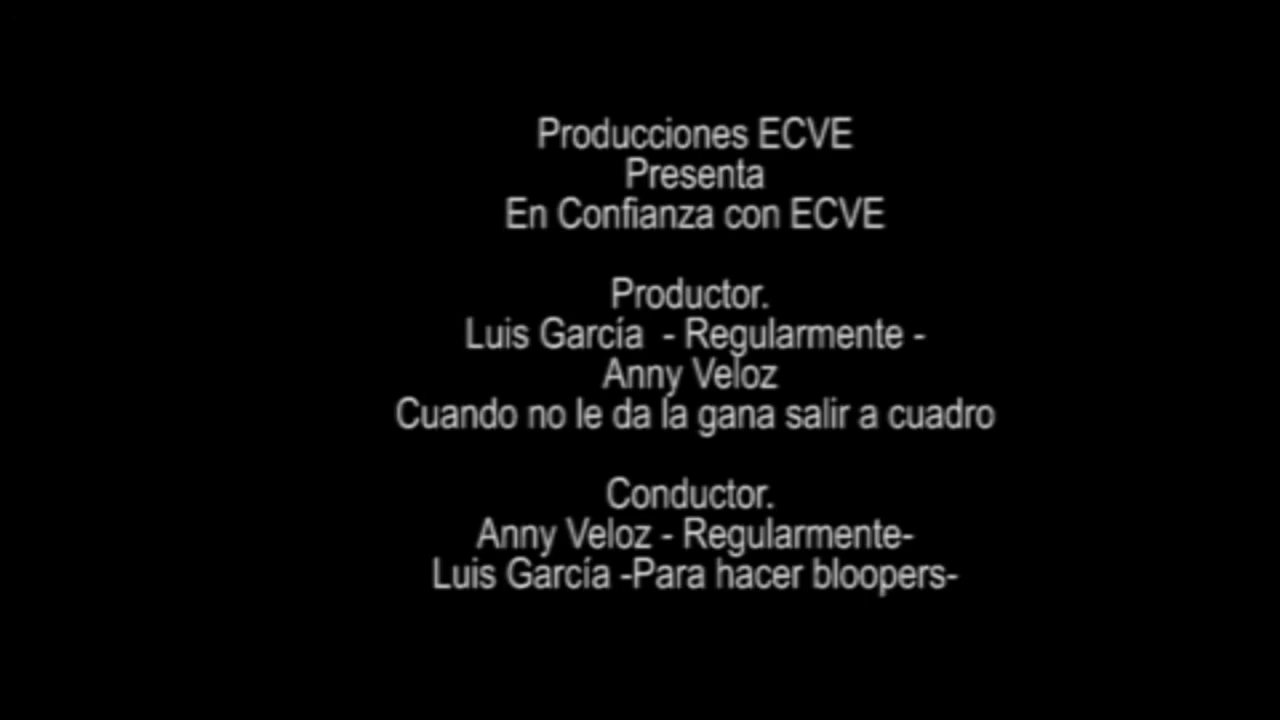 Producciones ECVE
Presenta
En Confianza con ECVE
Productor.
Luis García  - Regularmente -
Anny Veloz
Cuando no le da la gana salir a cuadro
Conductor.
Anny Veloz - Regularmente-
Luis García -Para hacer bloopers-